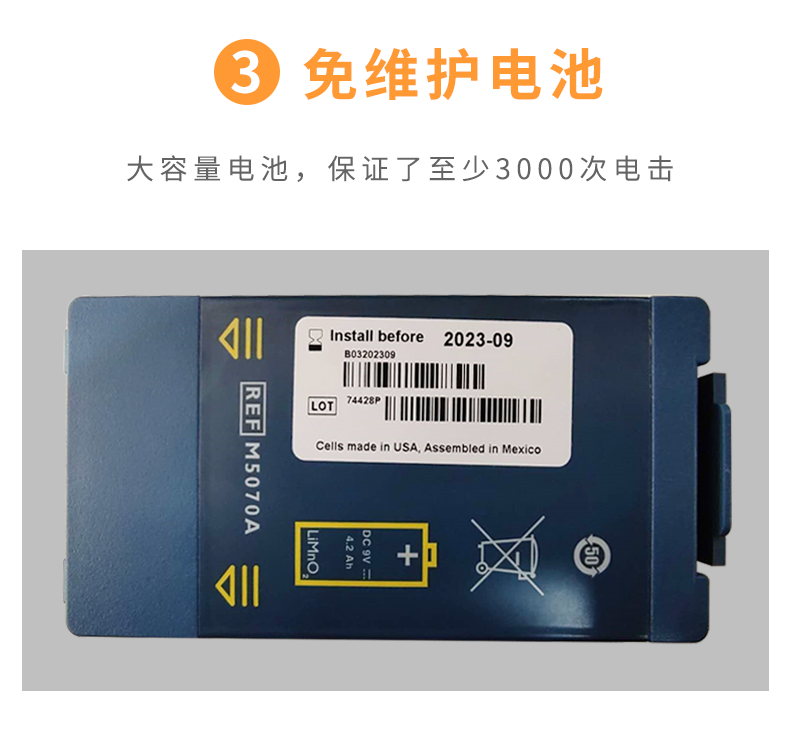 3 免维护电池
大容量电池，保证了至少3000次电击
Install before 2023-09
B03202309
LOT 74428P
Cells made in USA, Assembled in Mexico
REF M5070A
DC 9V
4.2 Ah
LiMnO₂
+
50